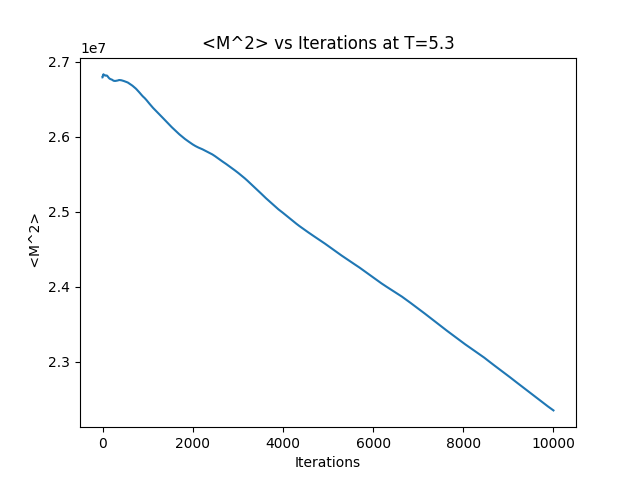 <M^2> vs Iterations at T=5.3
1e7
2.7
2.6
2.5
2.4
2.3
<M^2>
0 2000 4000 6000 8000 10000
Iterations